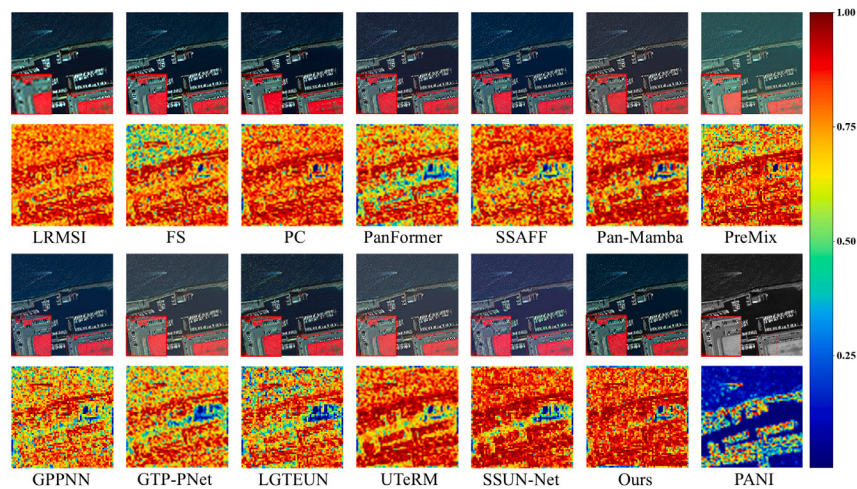 1.00
0.75
LRMSI FS PC PanFormer SSAFF Pan-Mamba PreMix
0.50
0.25
GPPNN GTP-PNet LGTEUN UTeRM SSUN-Net Ours PANI